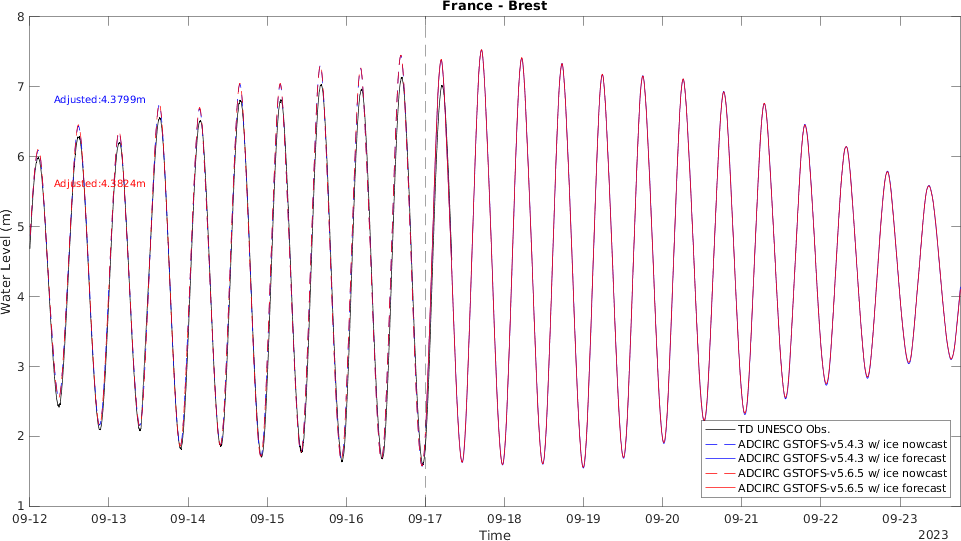 France - Brest
8
7
6
5
4
3
2
1
Water Level (m)
Adjusted:4.3799m
Adjusted:4.3824m
TD UNESCO Obs.
ADCIRC GSTOFS-v5.4.3 w/ ice nowcast
ADCIRC GSTOFS-v5.4.3 w/ ice forecast
ADCIRC GSTOFS-v5.6.5 w/ ice nowcast
ADCIRC GSTOFS-v5.6.5 w/ ice forecast
09-12 09-13 09-14 09-15 09-16 09-17 09-18 09-19 09-20 09-21 09-22 09-23
Time
2023